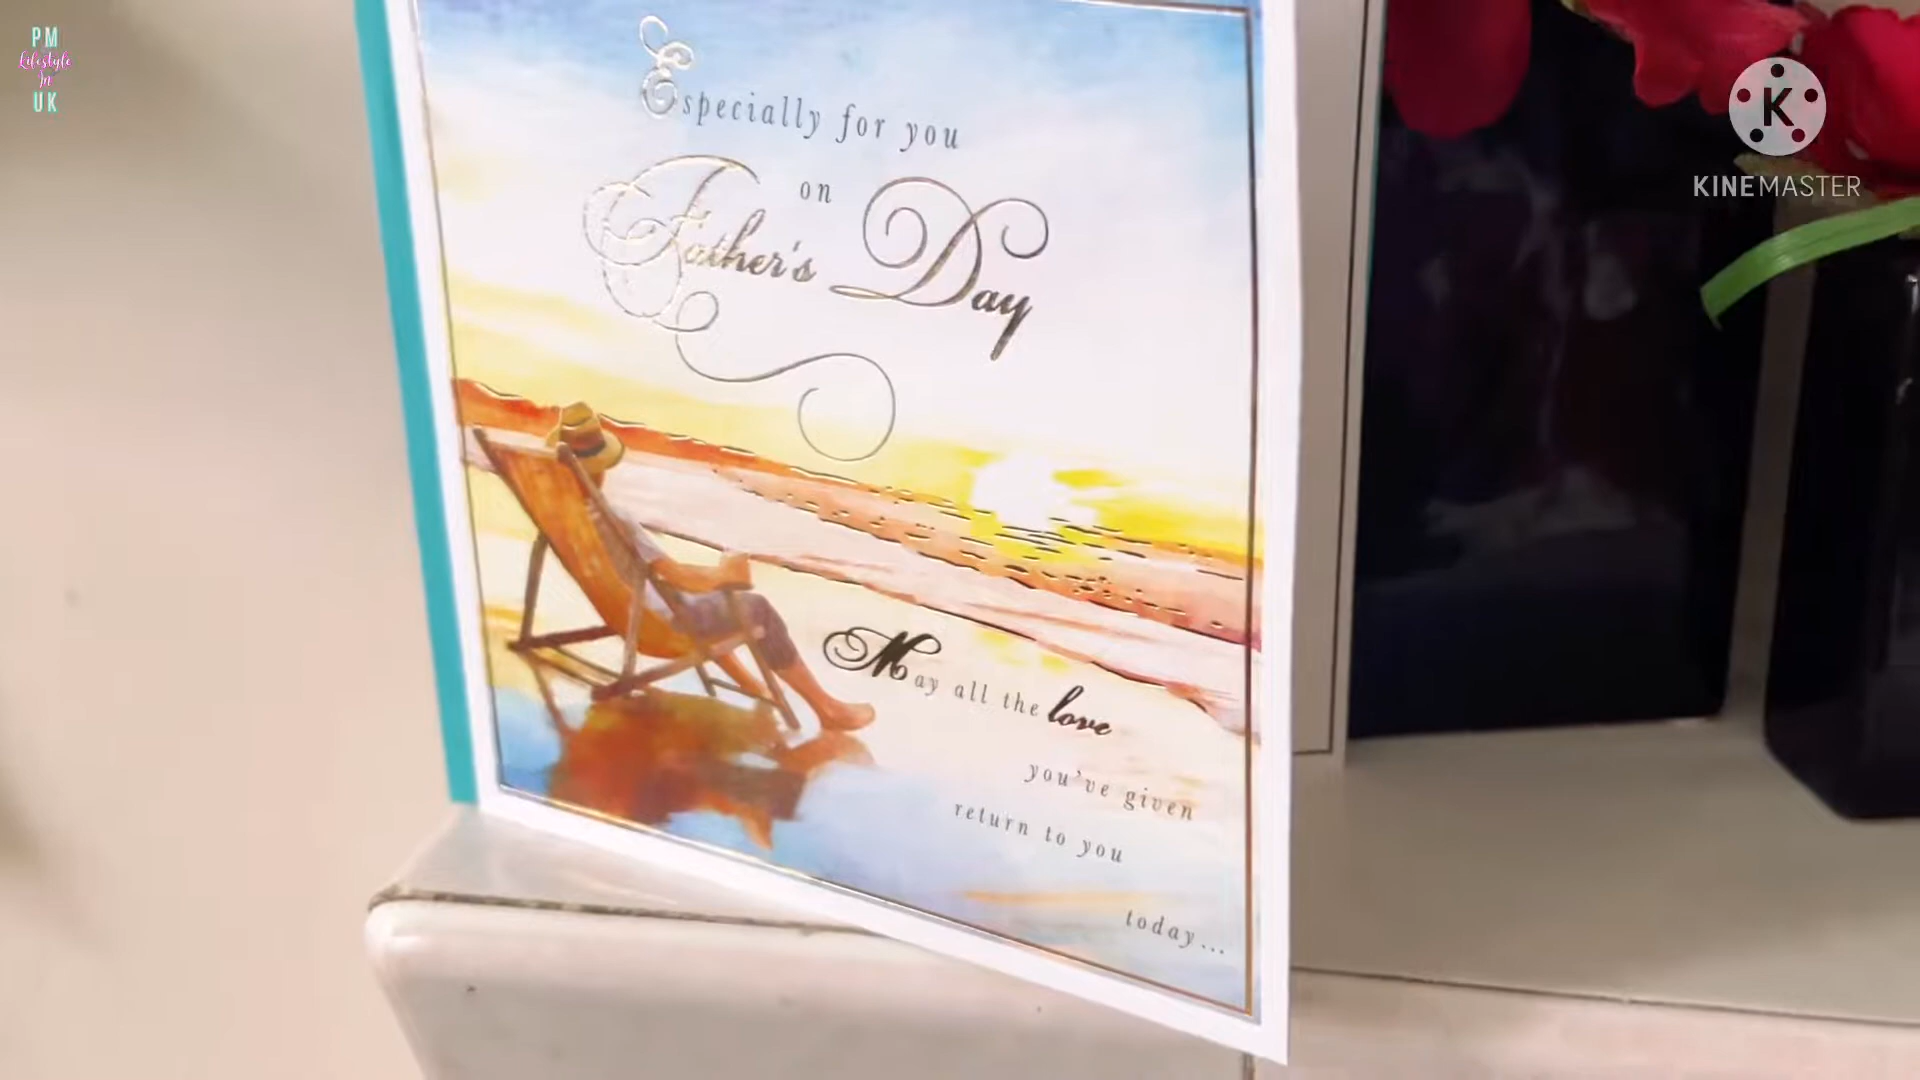 PM
Lifestyle
In
UK
K
KINEMASTER
Especially for you
on
Father's Day
May all the love
you've given
return to you
today...